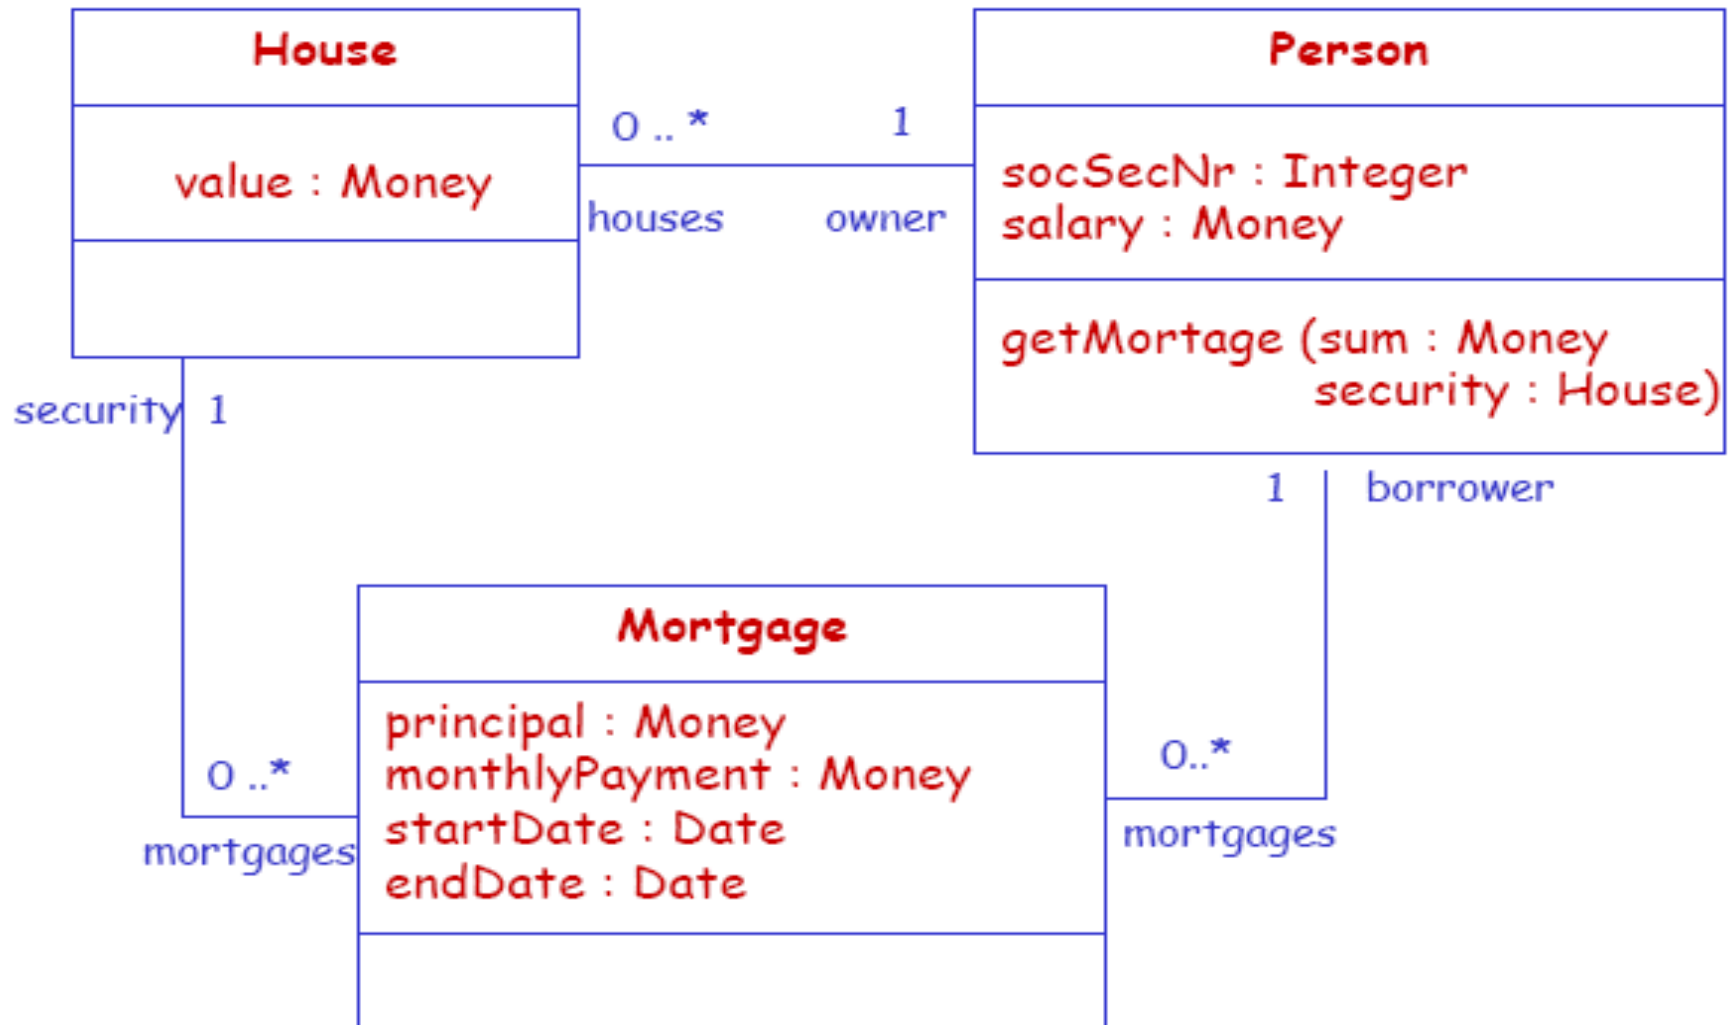 House
value : Money
0 .. *
1
houses
owner
Person
socSecNr : Integer
salary : Money
getMortage (sum : Money
security : House)
security
1
1
borrower
Mortgage
principal : Money
monthlyPayment : Money
startDate : Date
endDate : Date
0 ..*
mortgages
0..*
mortgages